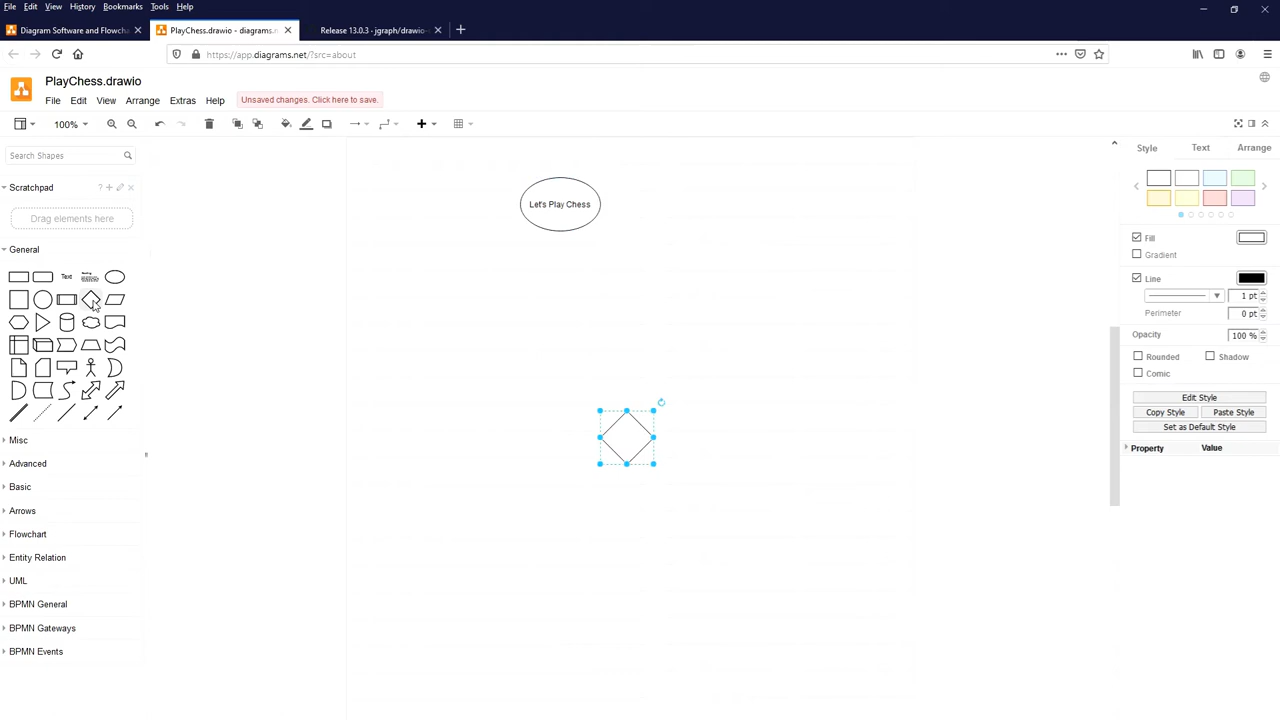 File Edit View History Bookmarks Tools Help
Diagram Software and Flowcha
PlayChess.drawio - diagrams.n
Release 13.0.3 - jgraph/drawio-
https://app.diagrams.net/?src=about
PlayChess.drawio
File Edit View Arrange Extras Help
Unsaved changes. Click here to save.
100%
Search Shapes
Scratchpad
?
Drag elements here
General
Text
Misc
Advanced
Basic
Arrows
Flowchart
Entity Relation
UML
BPMN General
BPMN Gateways
BPMN Events
Let's Play Chess
Style Text Arrange
Fill
Gradient
Line
1 pt
Perimeter 0 pt
Opacity 100 %
Rounded Shadow
Comic
Edit Style
Copy Style Paste Style
Set as Default Style
Property Value